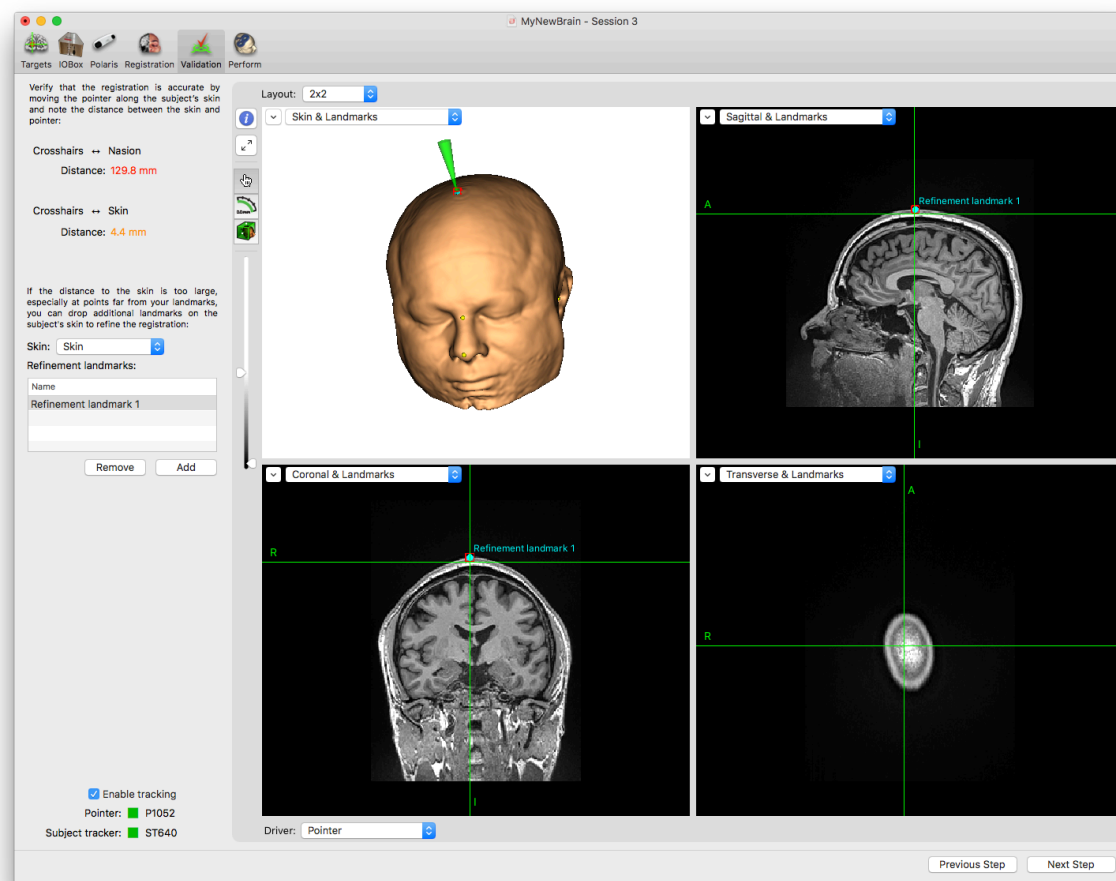 MyNewBrain - Session 3
Targets IOBox Polaris Registration Validation Perform
Verify that the registration is accurate by
moving the pointer along the subject's skin
and note the distance between the skin and
pointer:
Crosshairs ↔ Nasion
Distance: 129.8 mm
Crosshairs ↔ Skin
Distance: 4.4 mm
If the distance to the skin is too large,
especially at points far from your landmarks,
you can drop additional landmarks on the
subject's skin to refine the registration:
Skin: Skin
Refinement landmarks:
Name
Refinement landmark 1
Remove Add
Enable tracking
Pointer: P1052
Subject tracker: ST640
Layout: 2x2
Skin & Landmarks
Sagittal & Landmarks
Refinement landmark 1
A
I
Coronal & Landmarks
Refinement landmark 1
R
I
Transverse & Landmarks
A
R
Driver: Pointer
Previous Step Next Step